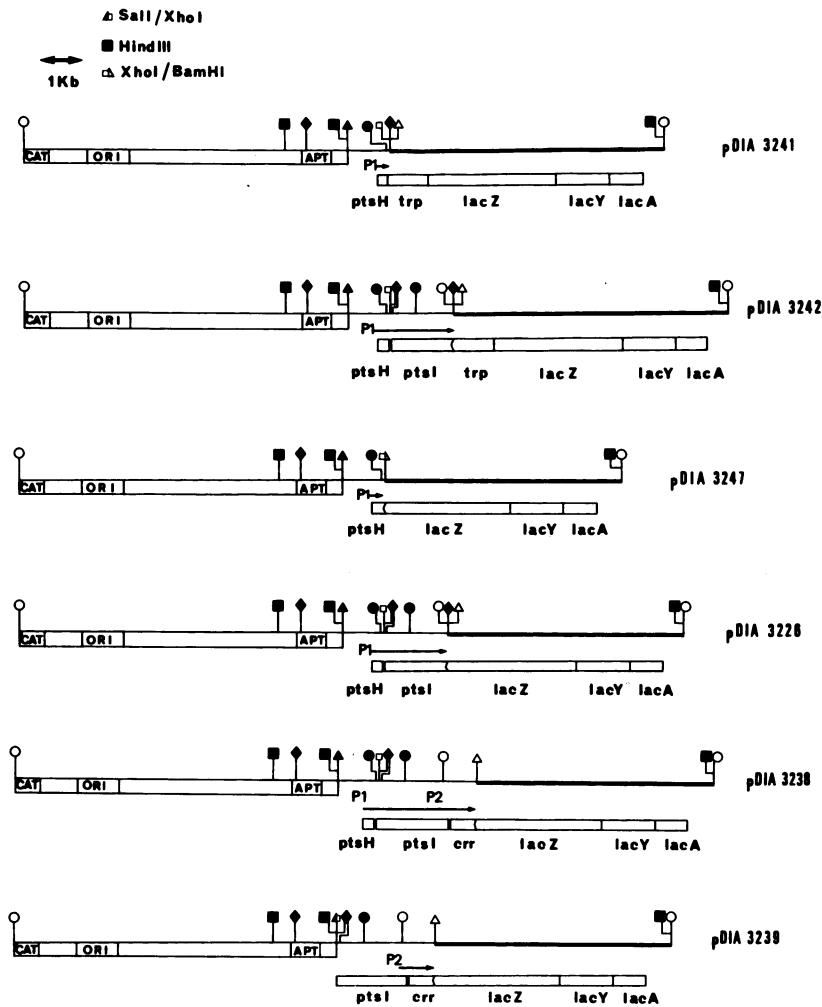 SalI/XhoI
HindIII
1Kb
XhoI/BamHI
pDIA 3241
CAT ORI APT
P1
ptsH trp lacZ lacY lacA
pDIA 3242
CAT ORI APT
P1
ptsH ptsI trp lacZ lacY lacA
pDIA 3247
CAT ORI APT
P1
ptsH lacZ lacY lacA
pDIA 3226
CAT ORI APT
P1
ptsH ptsI lacZ lacY lacA
pDIA 3238
CAT ORI APT
P1 P2
ptsH ptsI crr lacZ lacY lacA
pDIA 3239
CAT ORI APT
P2
ptsI crr lacZ lacY lacA